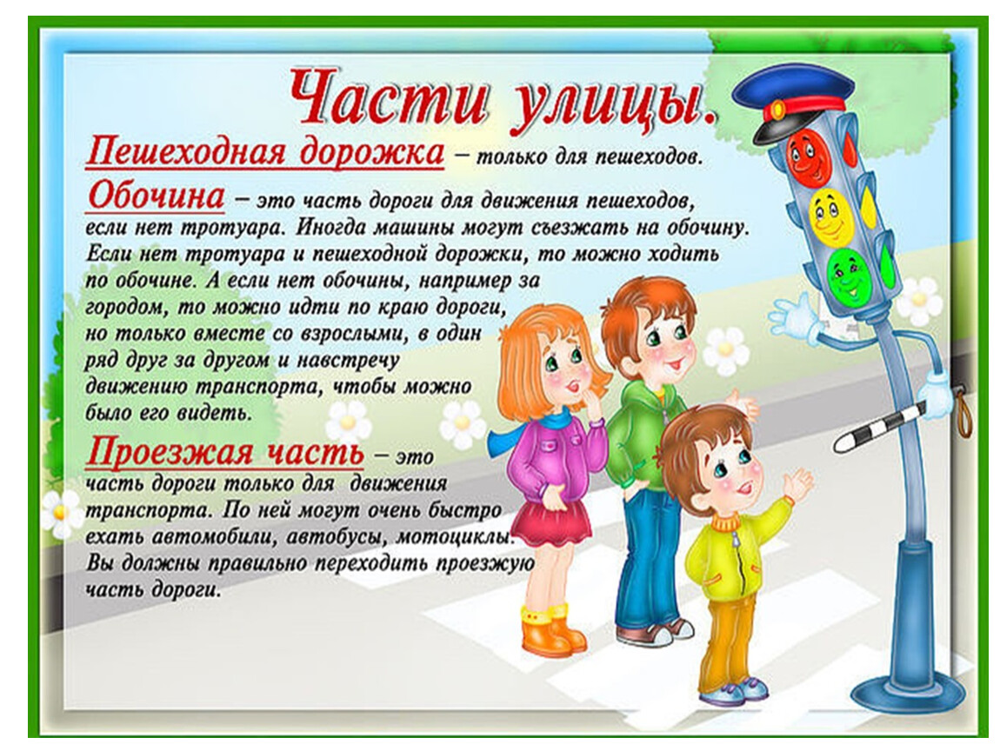 Части улицы.
Пешеходная дорожка – только для пешеходов.
Обочина – это часть дороги для движения пешеходов,
если нет тротуара. Иногда машины могут съезжать на обочину.
Если нет тротуара и пешеходной дорожки, то можно ходить
по обочине. А если нет обочины, например за
городом, то можно идти по краю дороги,
но только вместе со взрослыми, в один
ряд друг за другом и навстречу
движению транспорта, чтобы можно
было его видеть.
Проезжая часть – это
часть дороги только для движения
транспорта. По ней могут очень быстро
ехать автомобили, автобусы, мотоциклы.
Вы должны правильно переходить проезжую
часть дороги.